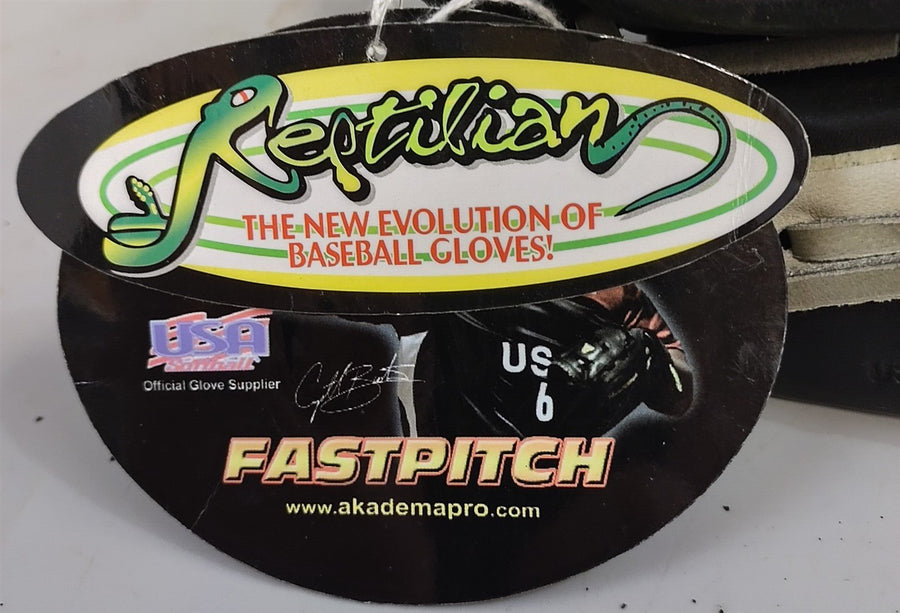 Reptilian
THE NEW EVOLUTION OF
BASEBALL GLOVES!
USA
Softball
Official Glove Supplier
US
6
FASTPITCH
www.akademapro.com